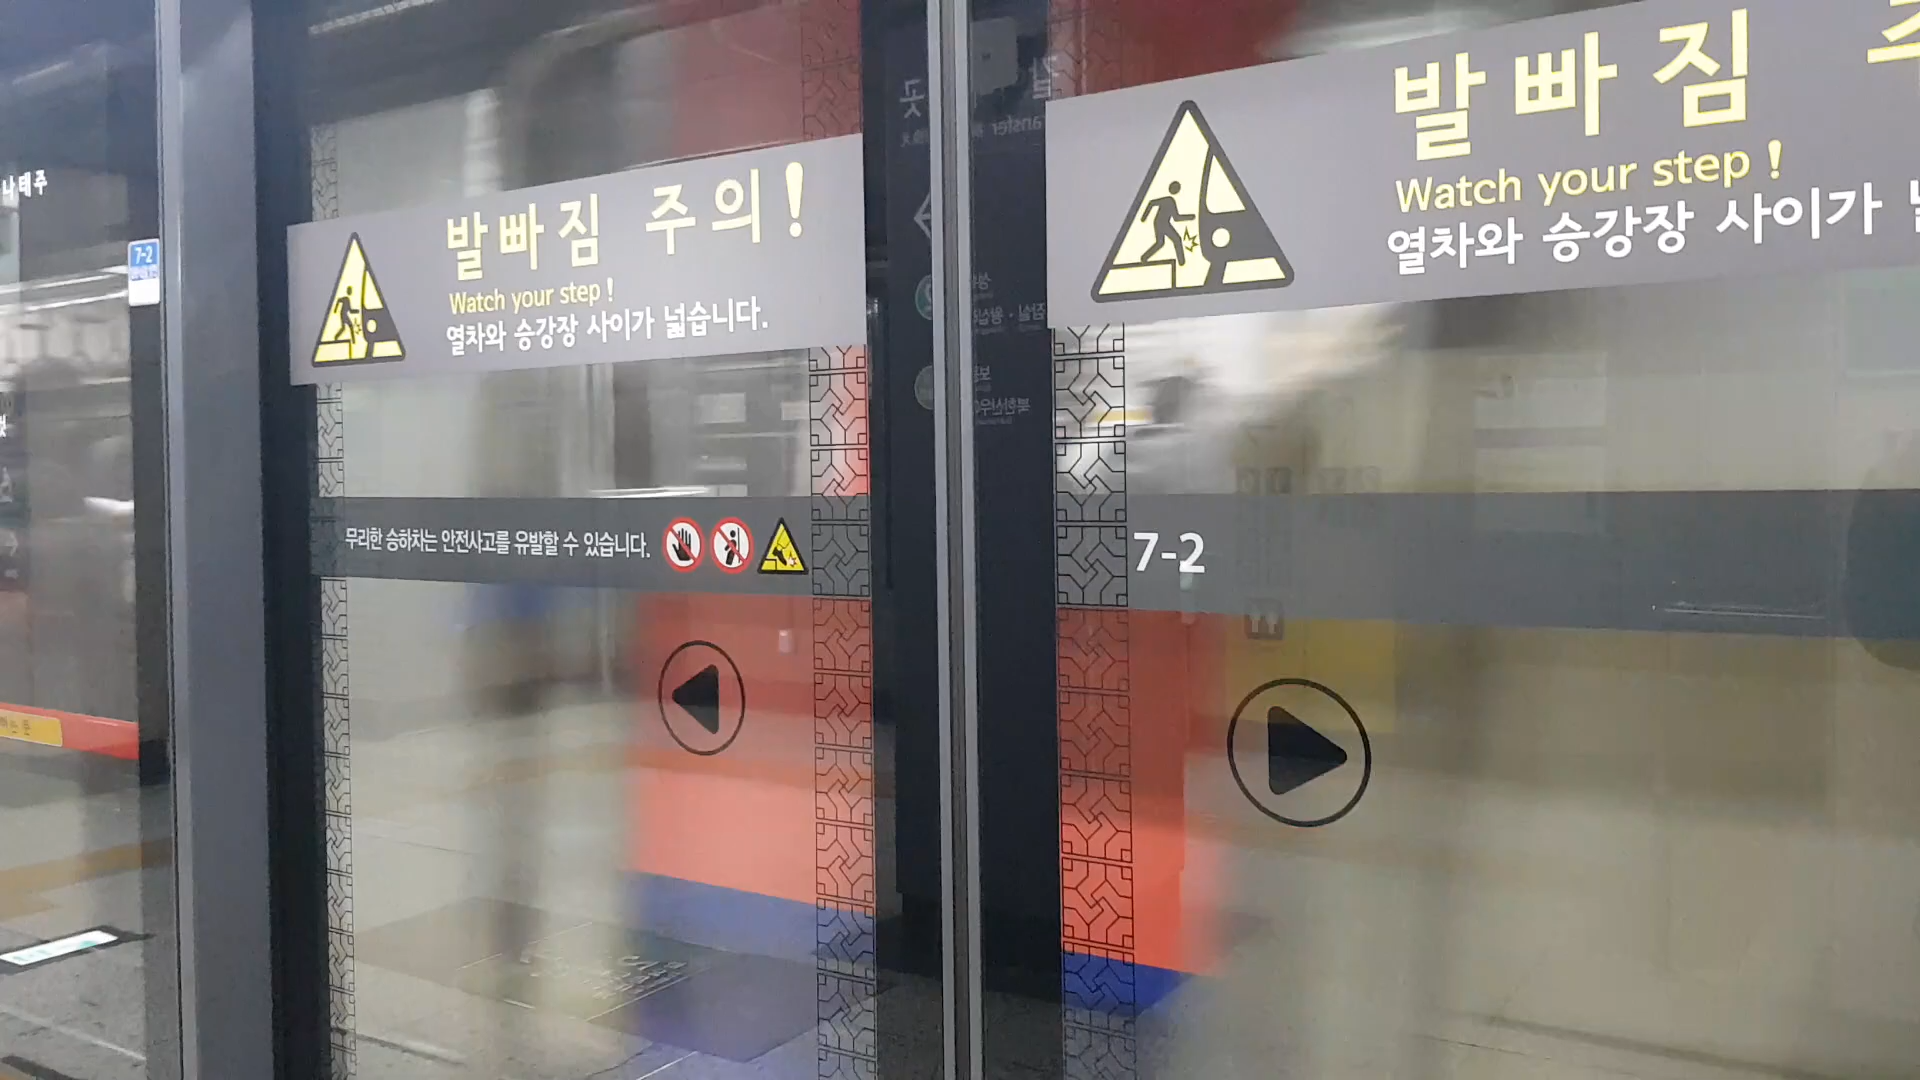 나태주
7-2
발빠짐 주의!
Watch your step !
열차와 승강장 사이가 넓습니다.
발빠짐
Watch your step !
열차와 승강장 사이가
무리한 승하차는 안전사고를 유발할 수 있습니다.
7-2